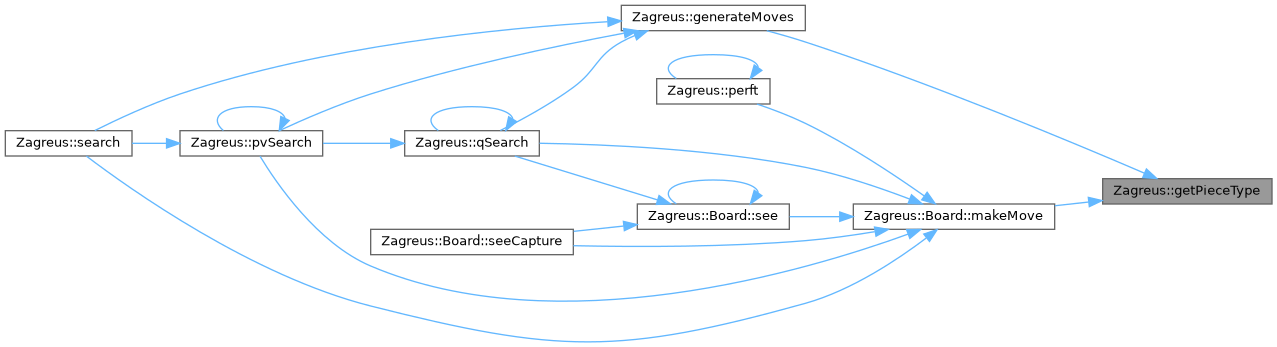 Zagreus::generateMoves
Zagreus::perft
Zagreus::search
Zagreus::pvSearch
Zagreus::qSearch
Zagreus::getPieceType
Zagreus::Board::see
Zagreus::Board::makeMove
Zagreus::Board::seeCapture